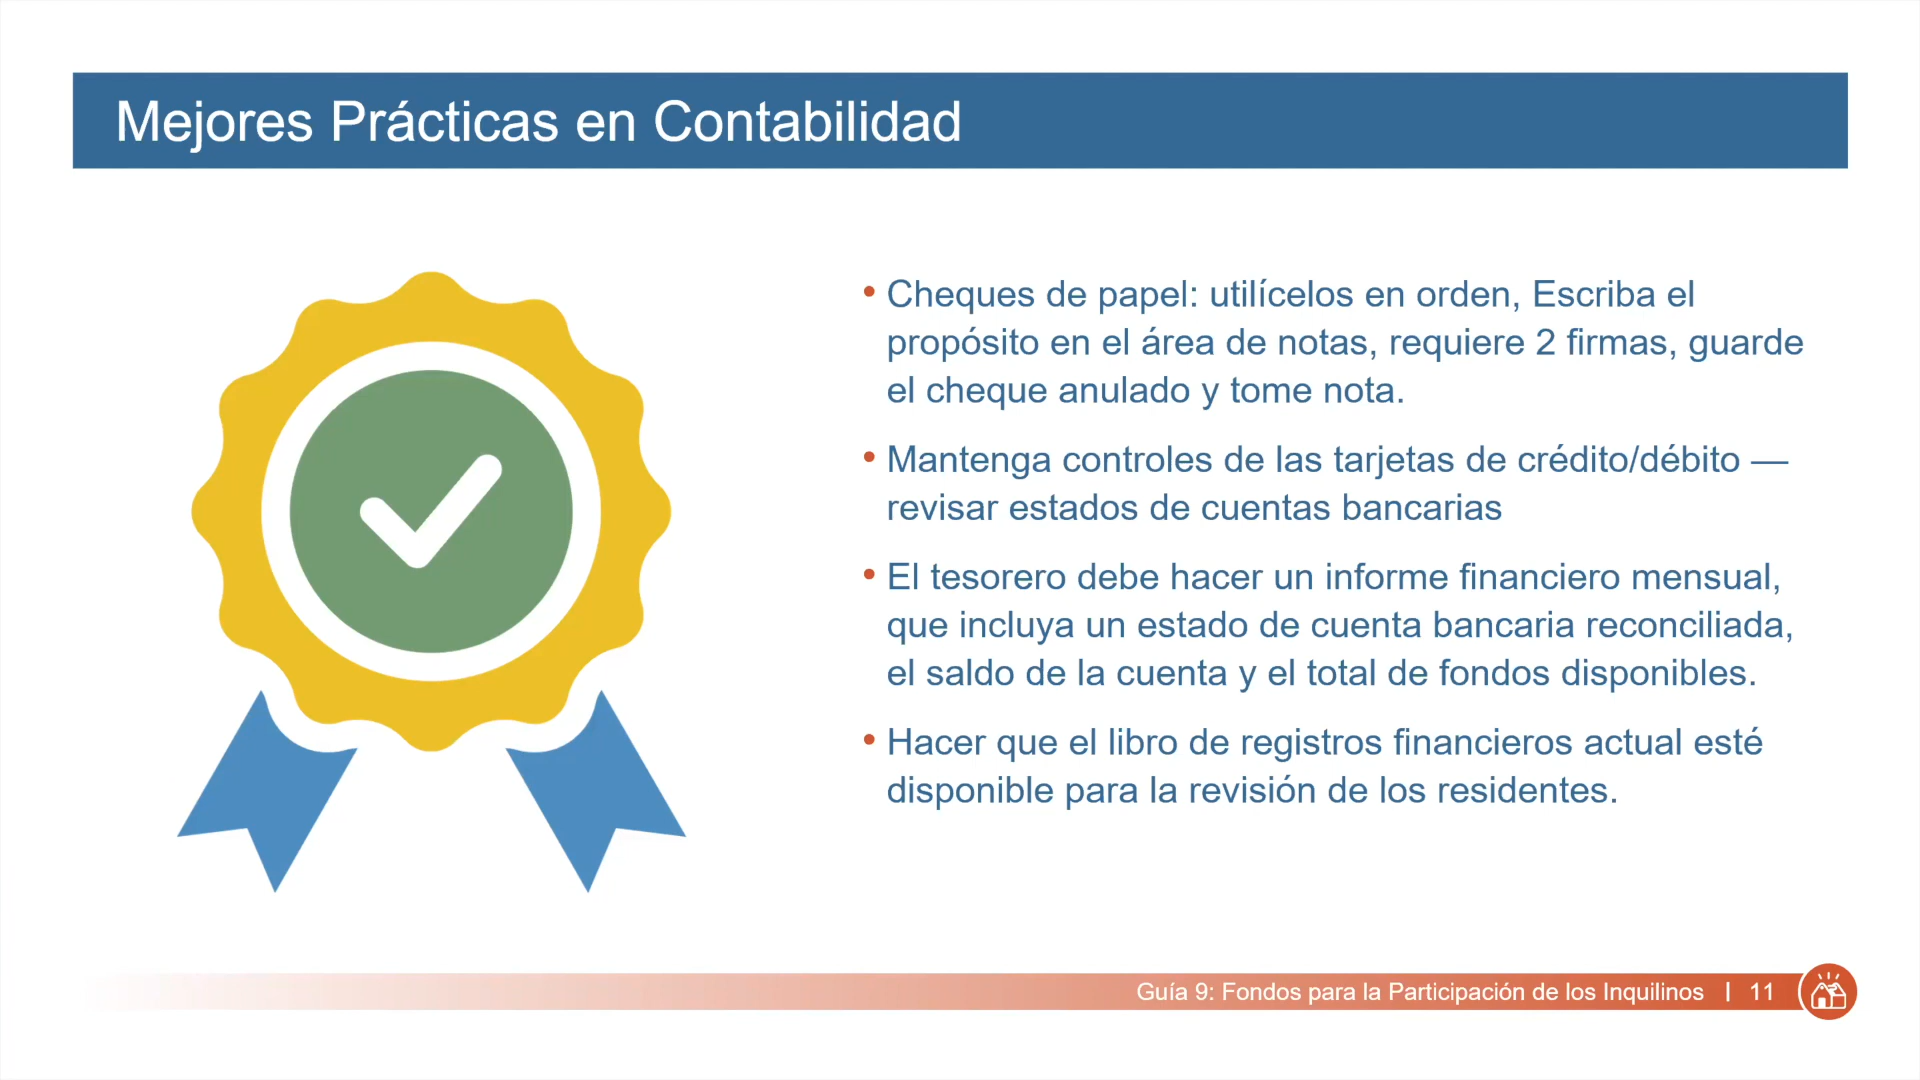 Mejores Prácticas en Contabilidad
• Cheques de papel: utilícelos en orden, Escriba el
propósito en el área de notas, requiere 2 firmas, guarde
el cheque anulado y tome nota.
• Mantenga controles de las tarjetas de crédito/débito —
revisar estados de cuentas bancarias
• El tesorero debe hacer un informe financiero mensual,
que incluya un estado de cuenta bancaria reconciliada,
el saldo de la cuenta y el total de fondos disponibles.
• Hacer que el libro de registros financieros actual esté
disponible para la revisión de los residentes.
Guía 9: Fondos para la Participación de los Inquilinos | 11